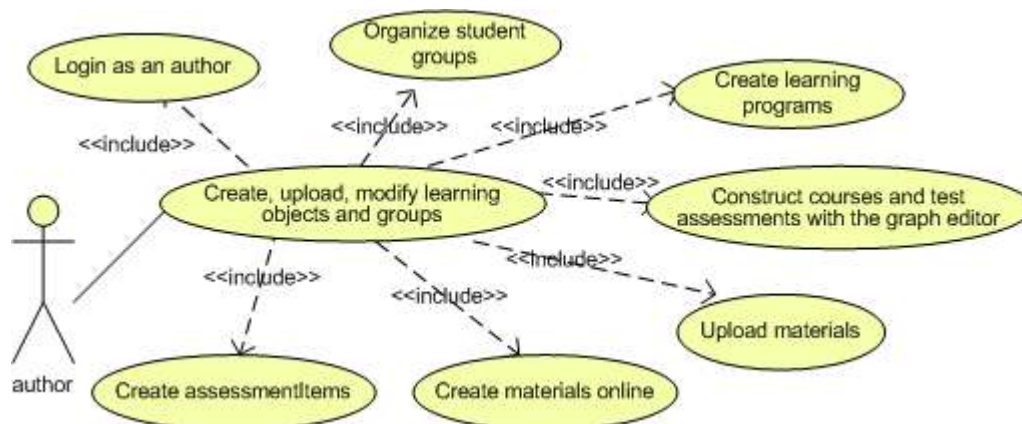 Organize student
groups
Login as an author
Create learning
programs
<<include>>
<<include>>
<<include>>
<<include>>
Create, upload, modify learning
objects and groups
Construct courses and test
assessments with the graph editor
<<include>>
<<include>>
<<include>>
Upload materials
author
Create assessmentItems
Create materials online